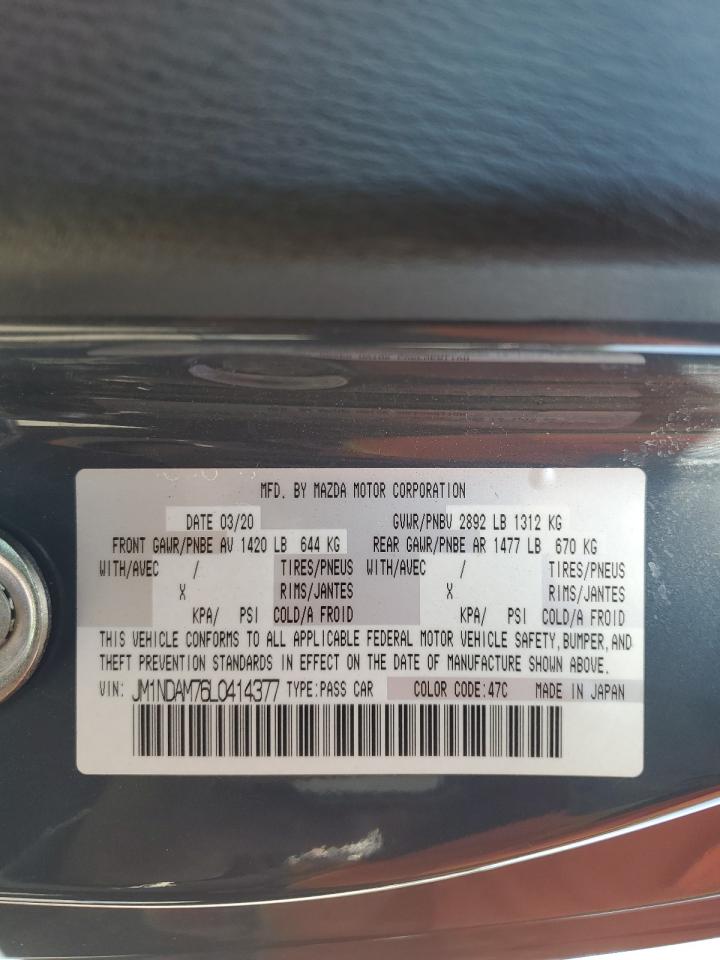 MFD. BY MAZDA MOTOR CORPORATION
DATE 03/20 GVWR/PNBV 2892 LB 1312 KG
FRONT GAWR/PNBE AV 1420 LB 644 KG REAR GAWR/PNBE AR 1477 LB 670 KG
WITH/AVEC / TIRES/PNEUS WITH/AVEC / TIRES/PNEUS
X RIMS/JANTES X RIMS/JANTES
KPA/ PSI COLD/A FROID KPA/ PSI COLD/A FROID
THIS VEHICLE CONFORMS TO ALL APPLICABLE FEDERAL MOTOR VEHICLE SAFETY, BUMPER, AND
THEFT PREVENTION STANDARDS IN EFFECT ON THE DATE OF MANUFACTURE SHOWN ABOVE.
VIN: JM1NDAM76L0414377 TYPE:PASS CAR COLOR CODE:47C MADE IN JAPAN